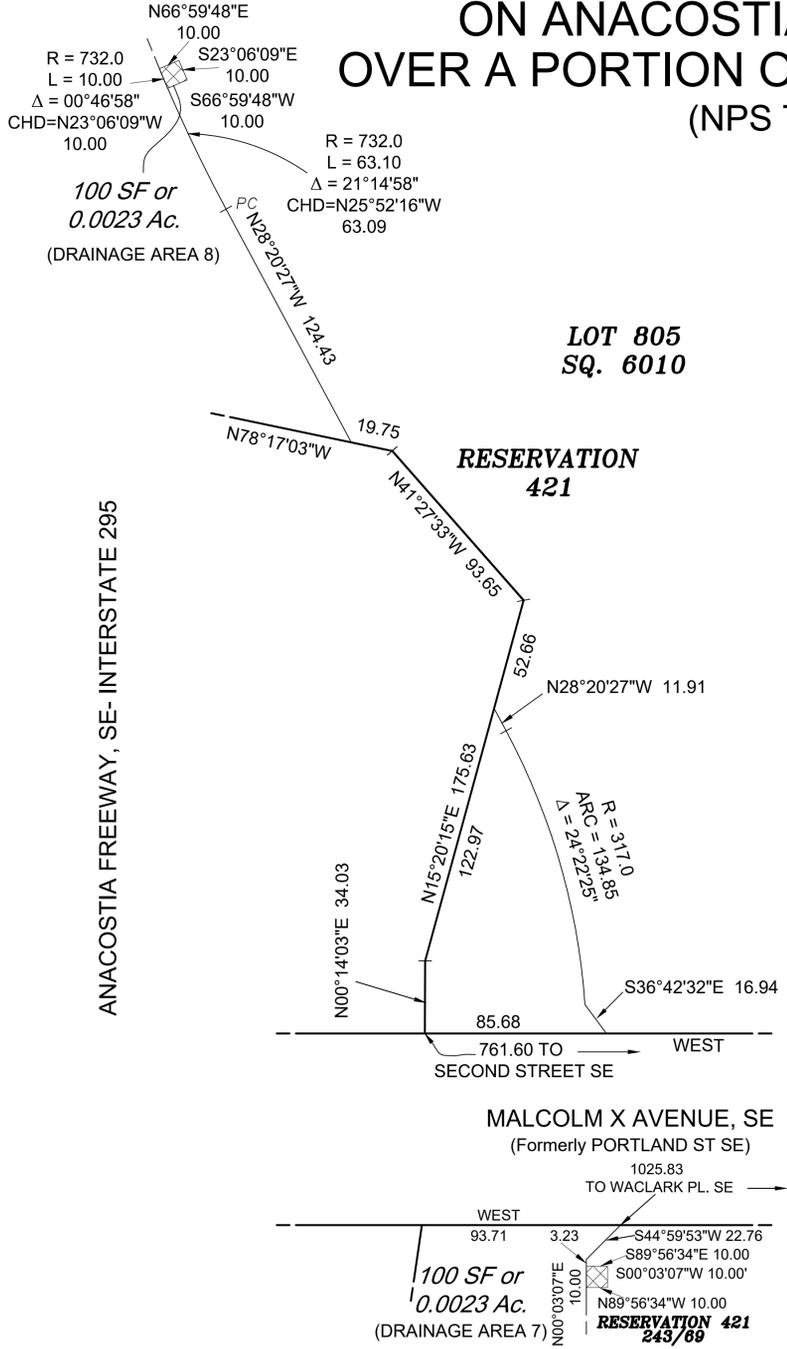 ON ANACOSTIA
OVER A PORTION
(NPS
N66°59'48"E
10.00
R = 732.0
L = 10.00
Δ = 00°46'58"
CHD=N23°06'09"W
10.00
S23°06'09"E
10.00
S66°59'48"W
10.00
R = 732.0
L = 63.10
Δ = 21°14'58"
CHD=N25°52'16"W
63.09
100 SF or
0.0023 Ac.
(DRAINAGE AREA 8)
PC
N28°20'27"W 124.43
LOT 805
SQ. 6010
19.75
N78°17'03"W
RESERVATION
421
N41°27'33"W 93.65
ANACOSTIA FREEWAY, SE- INTERSTATE 295
52.66
N28°20'27"W 11.91
N15°20'15"E 175.63
122.97
R = 317.0
ARC = 134.85
Δ = 24°22'25"
N00°14'03"E 34.03
S36°42'32"E 16.94
85.68
761.60 TO
SECOND STREET SE
WEST
MALCOLM X AVENUE, SE
(Formerly PORTLAND ST SE)
1025.83
TO WACLARK PL. SE
WEST
93.71
3.23
S44°59'53"W 22.76
S89°56'34"E 10.00
S00°03'07"W 10.00'
N00°03'07"E
10.00
N89°56'34"W 10.00
100 SF or
0.0023 Ac.
(DRAINAGE AREA 7)
RESERVATION 421
243/69